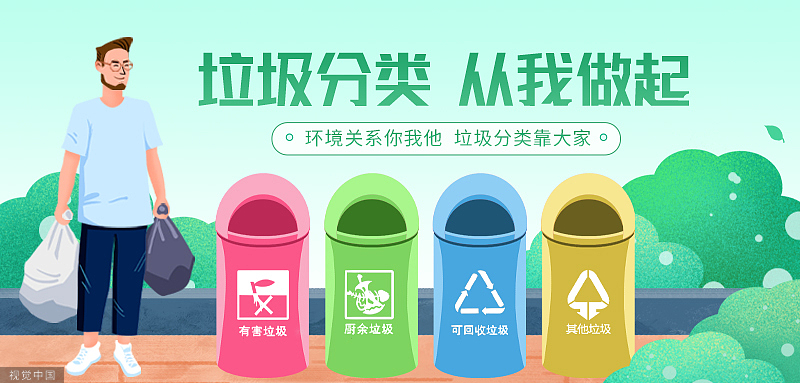 垃圾分类 从我做起
环境关系你我他 垃圾分类靠大家
有害垃圾
厨余垃圾
可回收垃圾
其他垃圾
视觉中国